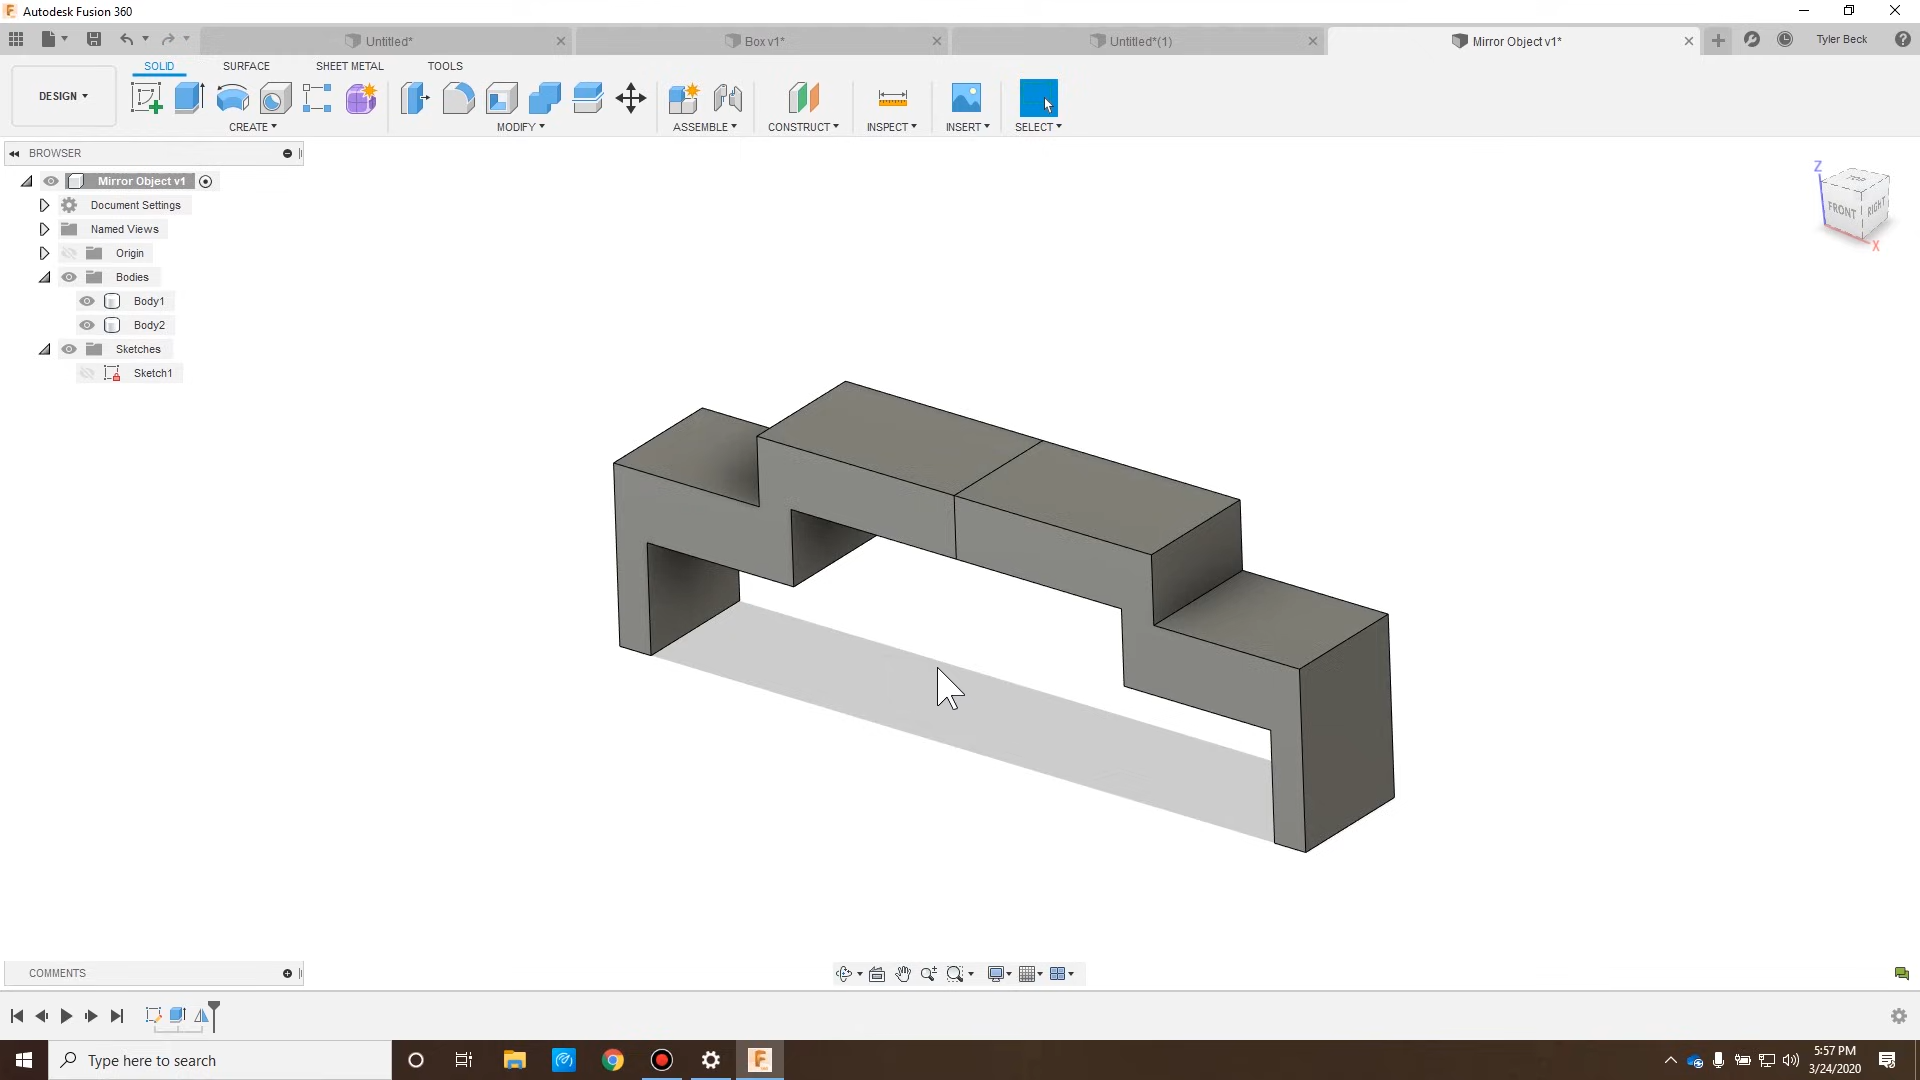 Autodesk Fusion 360
Untitled*
Box v1*
Untitled*(1)
Mirror Object v1*
Tyler Beck
DESIGN
SOLID
SURFACE
SHEET METAL
TOOLS
CREATE
MODIFY
ASSEMBLE
CONSTRUCT
INSPECT
INSERT
SELECT
BROWSER
Mirror Object v1
Document Settings
Named Views
Origin
Bodies
Body1
Body2
Sketches
Sketch1
Z
TOP
FRONT
RIGHT
X
COMMENTS
Type here to search
5:57 PM
3/24/2020